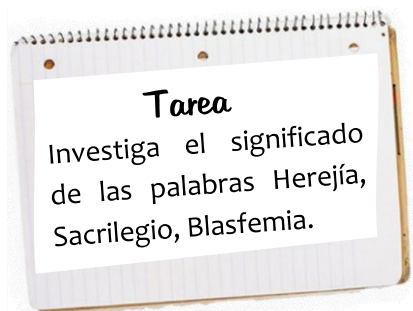 Tarea
Investiga el significado
de las palabras Herejía,
Sacrilegio, Blasfemia.